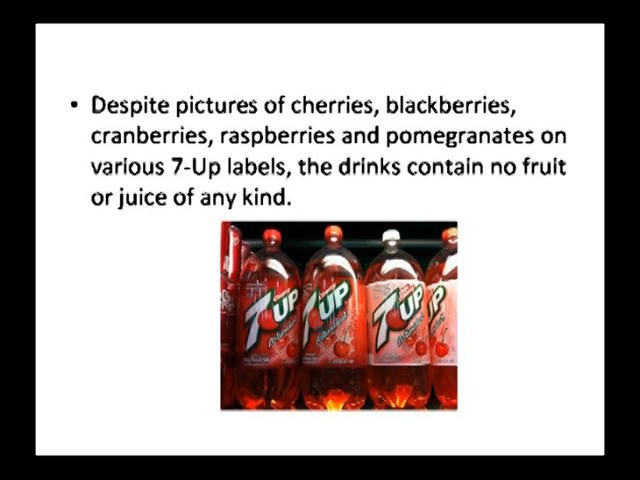 • Despite pictures of cherries, blackberries,
cranberries, raspberries and pomegranates on
various 7-Up labels, the drinks contain no fruit
or juice of any kind.
7UP
7UP
7UP
UP